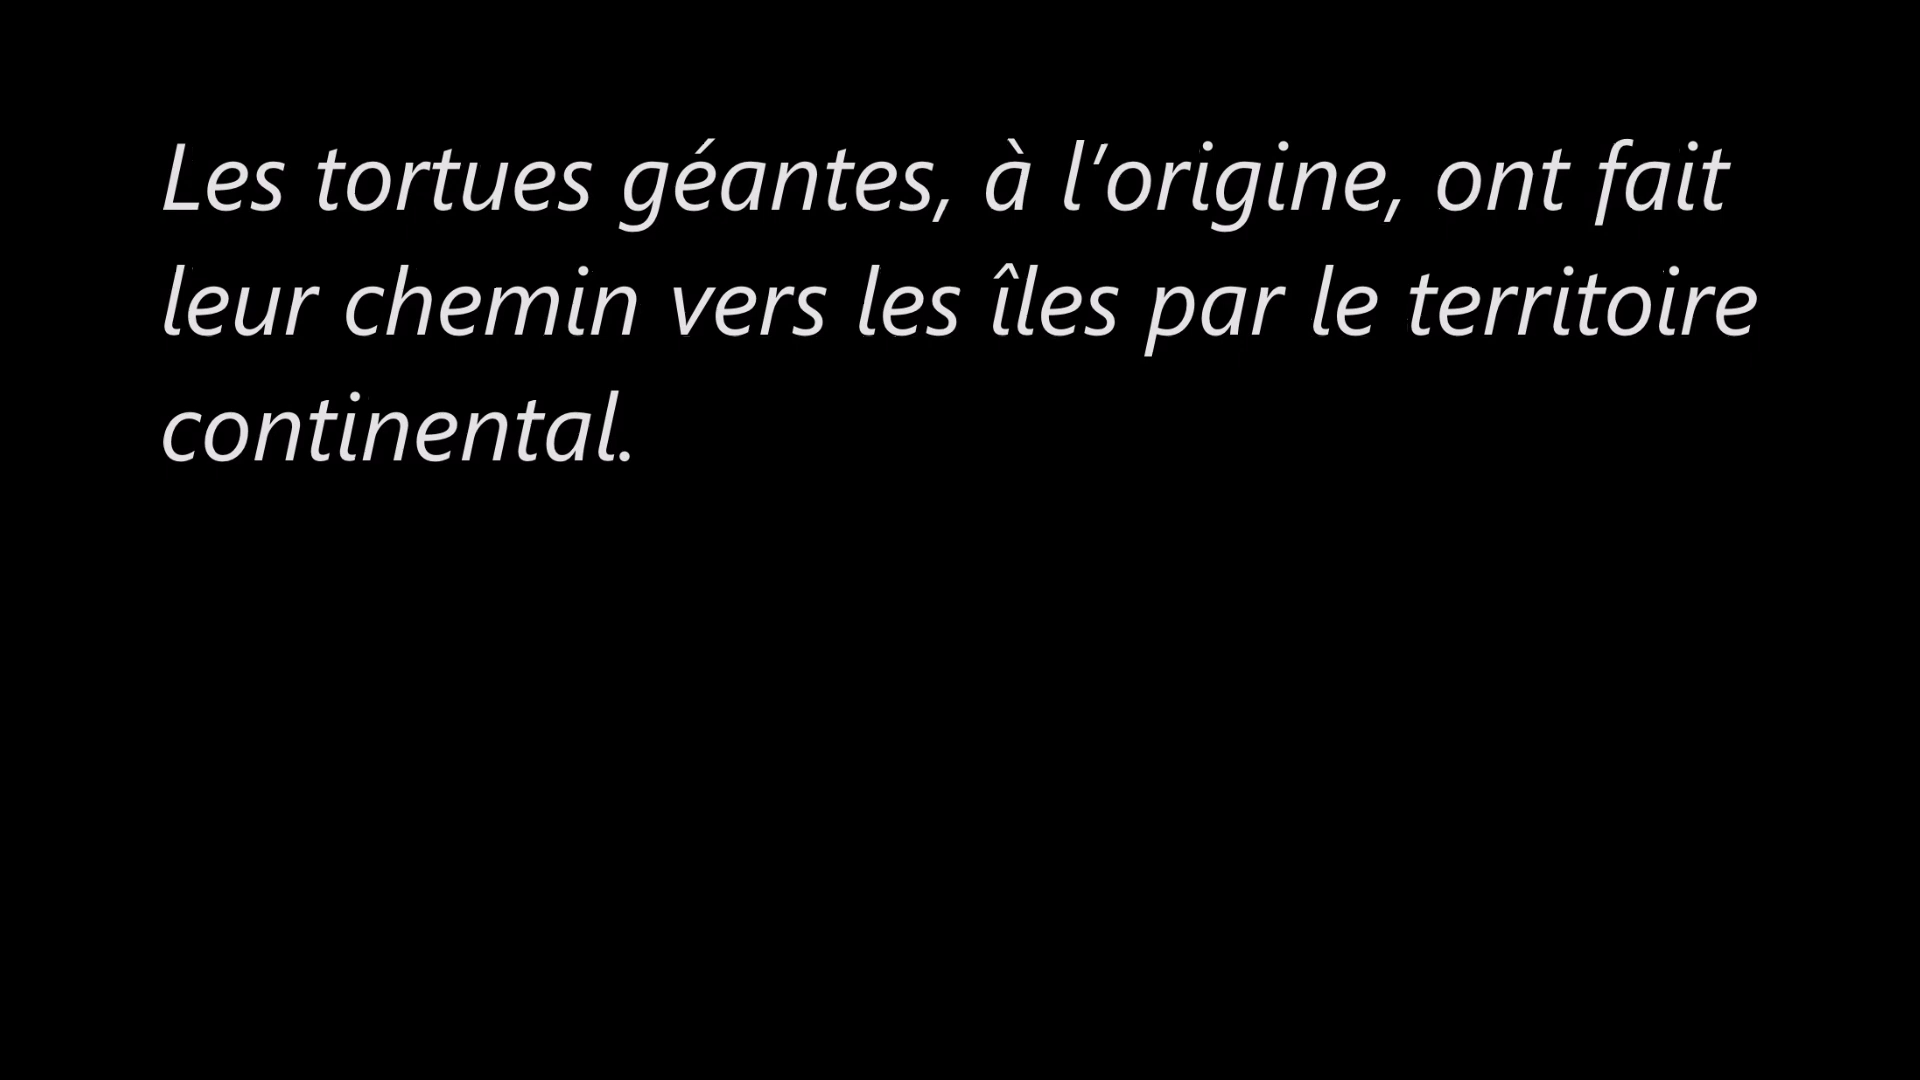 Les tortues géantes, à l’origine, ont fait
leur chemin vers les îles par le territoire
continental.